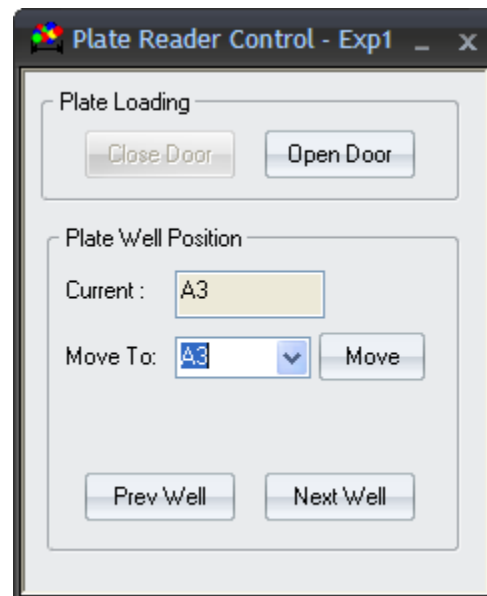 Plate Reader Control - Exp1
Plate Loading
Close Door Open Door
Plate Well Position
Current : A3
Move To: A3 Move
Prev Well Next Well